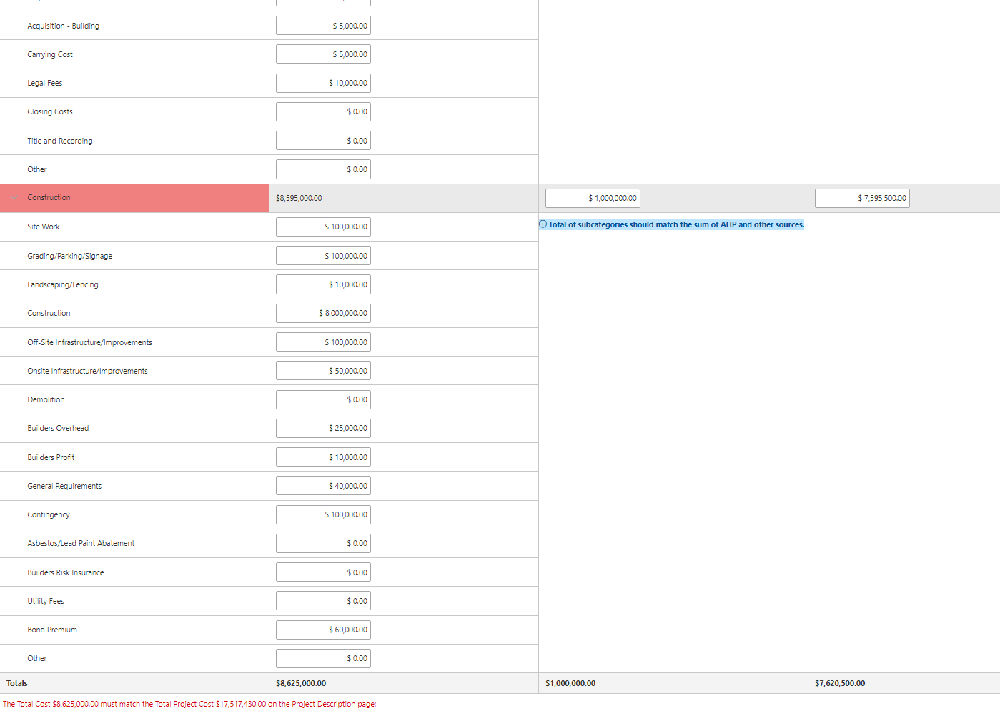 Acquisition - Building $ 5,000.00
Carrying Cost $ 5,000.00
Legal Fees $ 10,000.00
Closing Costs $ 0.00
Title and Recording $ 0.00
Other $ 0.00
Construction $8,595,000.00 $ 1,000,000.00 $ 7,595,500.00
Site Work $ 100,000.00 Total of subcategories should match the sum of AHP and other sources.
Grading/Parking/Signage $ 100,000.00
Landscaping/Fencing $ 10,000.00
Construction $ 8,000,000.00
Off-Site Infrastructure/Improvements $ 100,000.00
Onsite Infrastructure/Improvements $ 50,000.00
Demolition $ 0.00
Builders Overhead $ 25,000.00
Builders Profit $ 10,000.00
General Requirements $ 40,000.00
Contingency $ 100,000.00
Asbestos/Lead Paint Abatement $ 0.00
Builders Risk Insurance $ 0.00
Utility Fees $ 0.00
Bond Premium $ 60,000.00
Other $ 0.00
Totals $8,625,000.00 $1,000,000.00 $7,620,500.00
The Total Cost $8,625,000.00 must match the Total Project Cost $17,517,430.00 on the Project Description page: